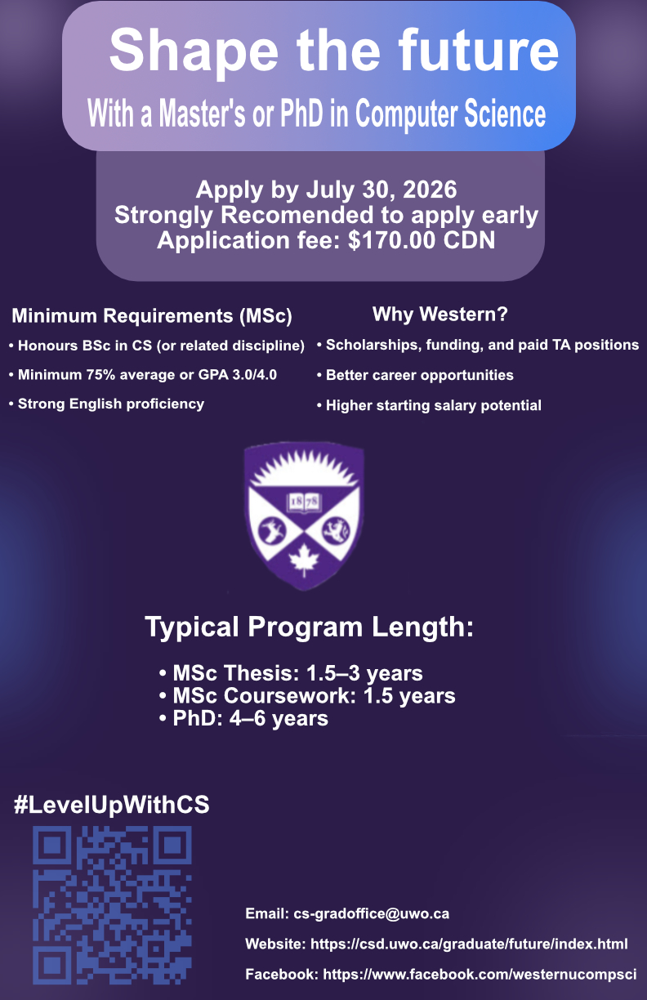 Shape the future
With a Master's or PhD in Computer Science
Apply by July 30, 2026
Strongly Recomended to apply early
Application fee: $170.00 CDN
Minimum Requirements (MSc)
• Honours BSc in CS (or related discipline)
• Minimum 75% average or GPA 3.0/4.0
• Strong English proficiency
Why Western?
• Scholarships, funding, and paid TA positions
• Better career opportunities
• Higher starting salary potential
1878
Typical Program Length:
• MSc Thesis: 1.5–3 years
• MSc Coursework: 1.5 years
• PhD: 4–6 years
#LevelUpWithCS
Email: cs-gradoffice@uwo.ca
Website: https://csd.uwo.ca/graduate/future/index.html
Facebook: https://www.facebook.com/westernucompsci